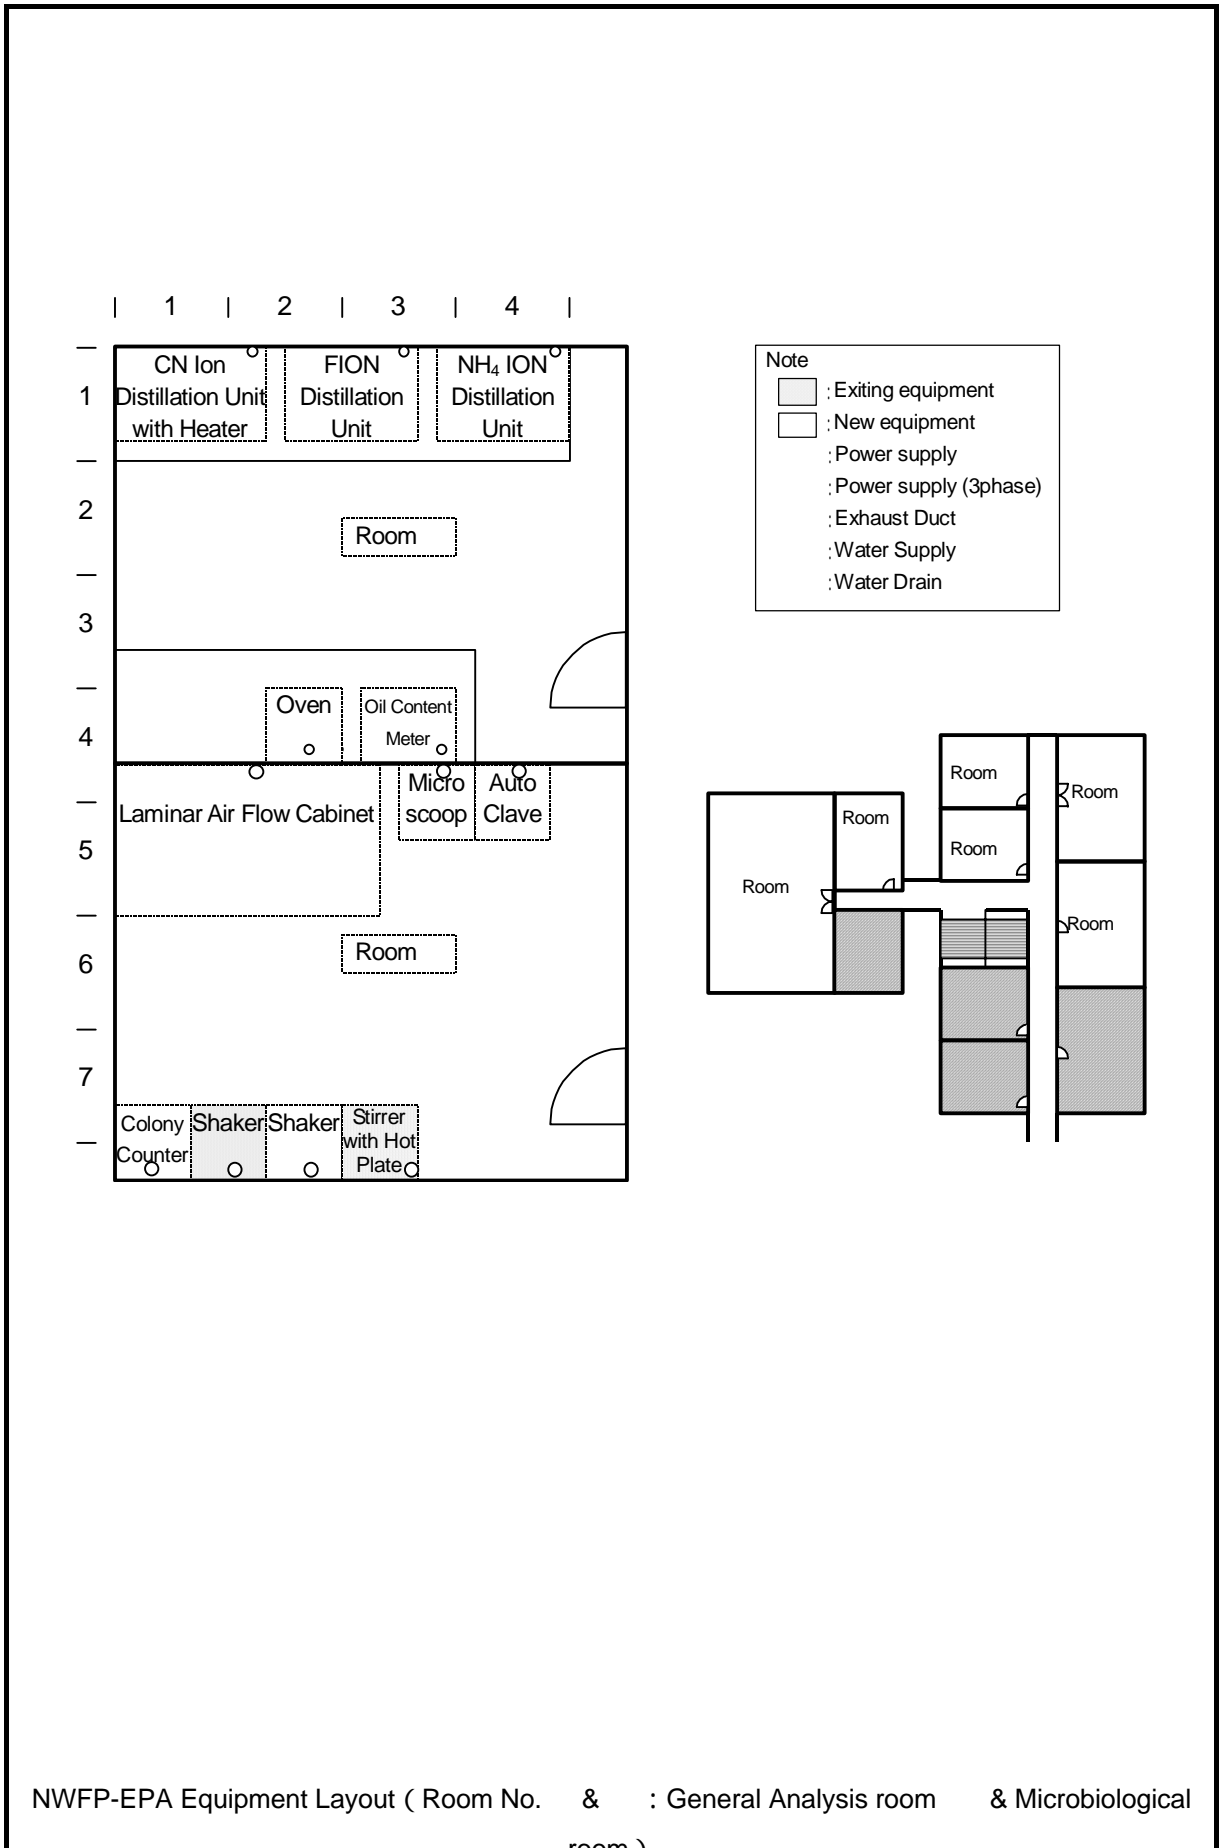 | 1 | 2 | 3 | 4 |
1
2
3
4
5
6
7
CN Ion
Distillation Unit
with Heater
FION
Distillation
Unit
NH₄ ION
Distillation
Unit
Room
Oven
Oil Content
Meter
Laminar Air Flow Cabinet
Micro
scoop
Auto
Clave
Room
Colony
Counter
Shaker
Shaker
Stirrer
with Hot
Plate
Note
: Exiting equipment
: New equipment
: Power supply
: Power supply (3phase)
: Exhaust Duct
: Water Supply
: Water Drain
Room
Room
Room
Room
Room
Room
NWFP-EPA Equipment Layout ( Room No. & : General Analysis room & Microbiological
room )